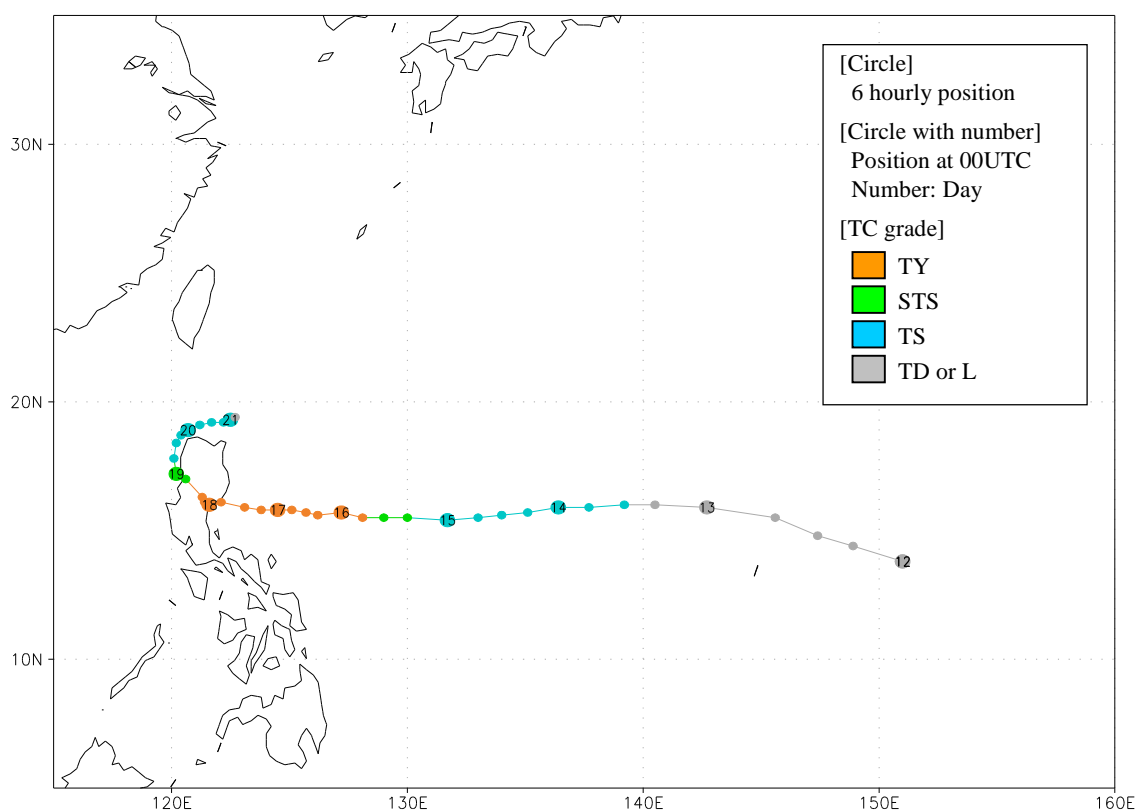 [Circle]
6 hourly position
[Circle with number]
Position at 00UTC
Number: Day
[TC grade]
TY
STS
TS
TD or L
30N
20N
21
20
19
18
17
16
15
14
13
12
10N
120E 130E 140E 150E 160E